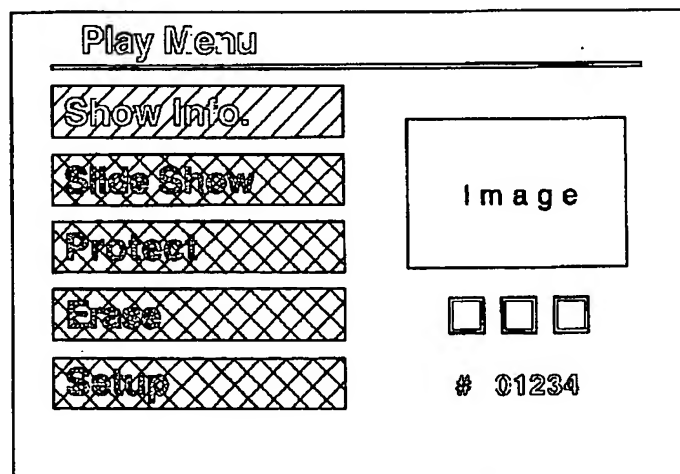 Play Menu
Show Info.
Slide Show
Protect
Erase
Setup
Image
# 01234